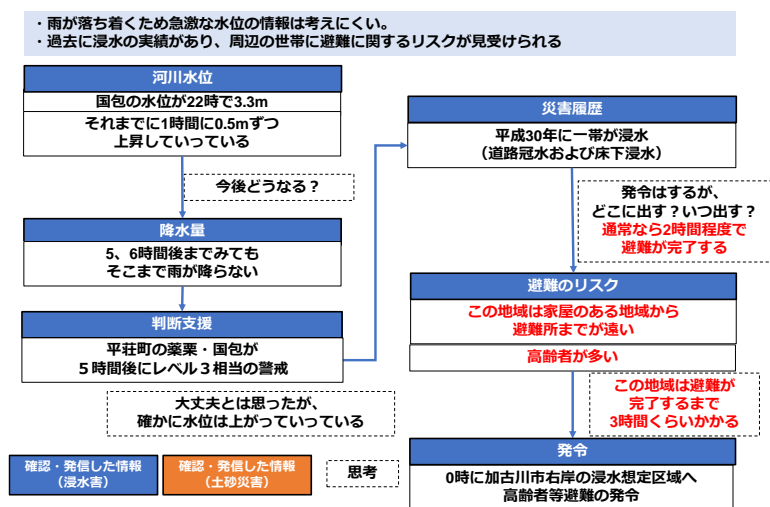 ・雨が落ち着くため急激な水位の情報は考えにくい。
・過去に浸水の実績があり、周辺の世帯に避難に関するリスクが見受けられる
河川水位
国包の水位が22時で3.3m
それまでに1時間に0.5mずつ
上昇していっている
今後どうなる？
降水量
5、6時間後までみても
そこまで雨が降らない
判断支援
平荘町の薬栗・国包が
５時間後にレベル３相当の警戒
大丈夫とは思ったが、
確かに水位は上がっていっている
災害履歴
平成30年に一帯が浸水
（道路冠水および床下浸水）
発令はするが、
どこに出す？いつ出す？
通常なら2時間程度で
避難が完了する
避難のリスク
この地域は家屋のある地域から
避難所までが遠い
高齢者が多い
この地域は避難が
完了するまで
3時間くらいかかる
発令
0時に加古川市右岸の浸水想定区域へ
高齢者等避難の発令
確認・発信した情報
（浸水害）
確認・発信した情報
（土砂災害）
思考